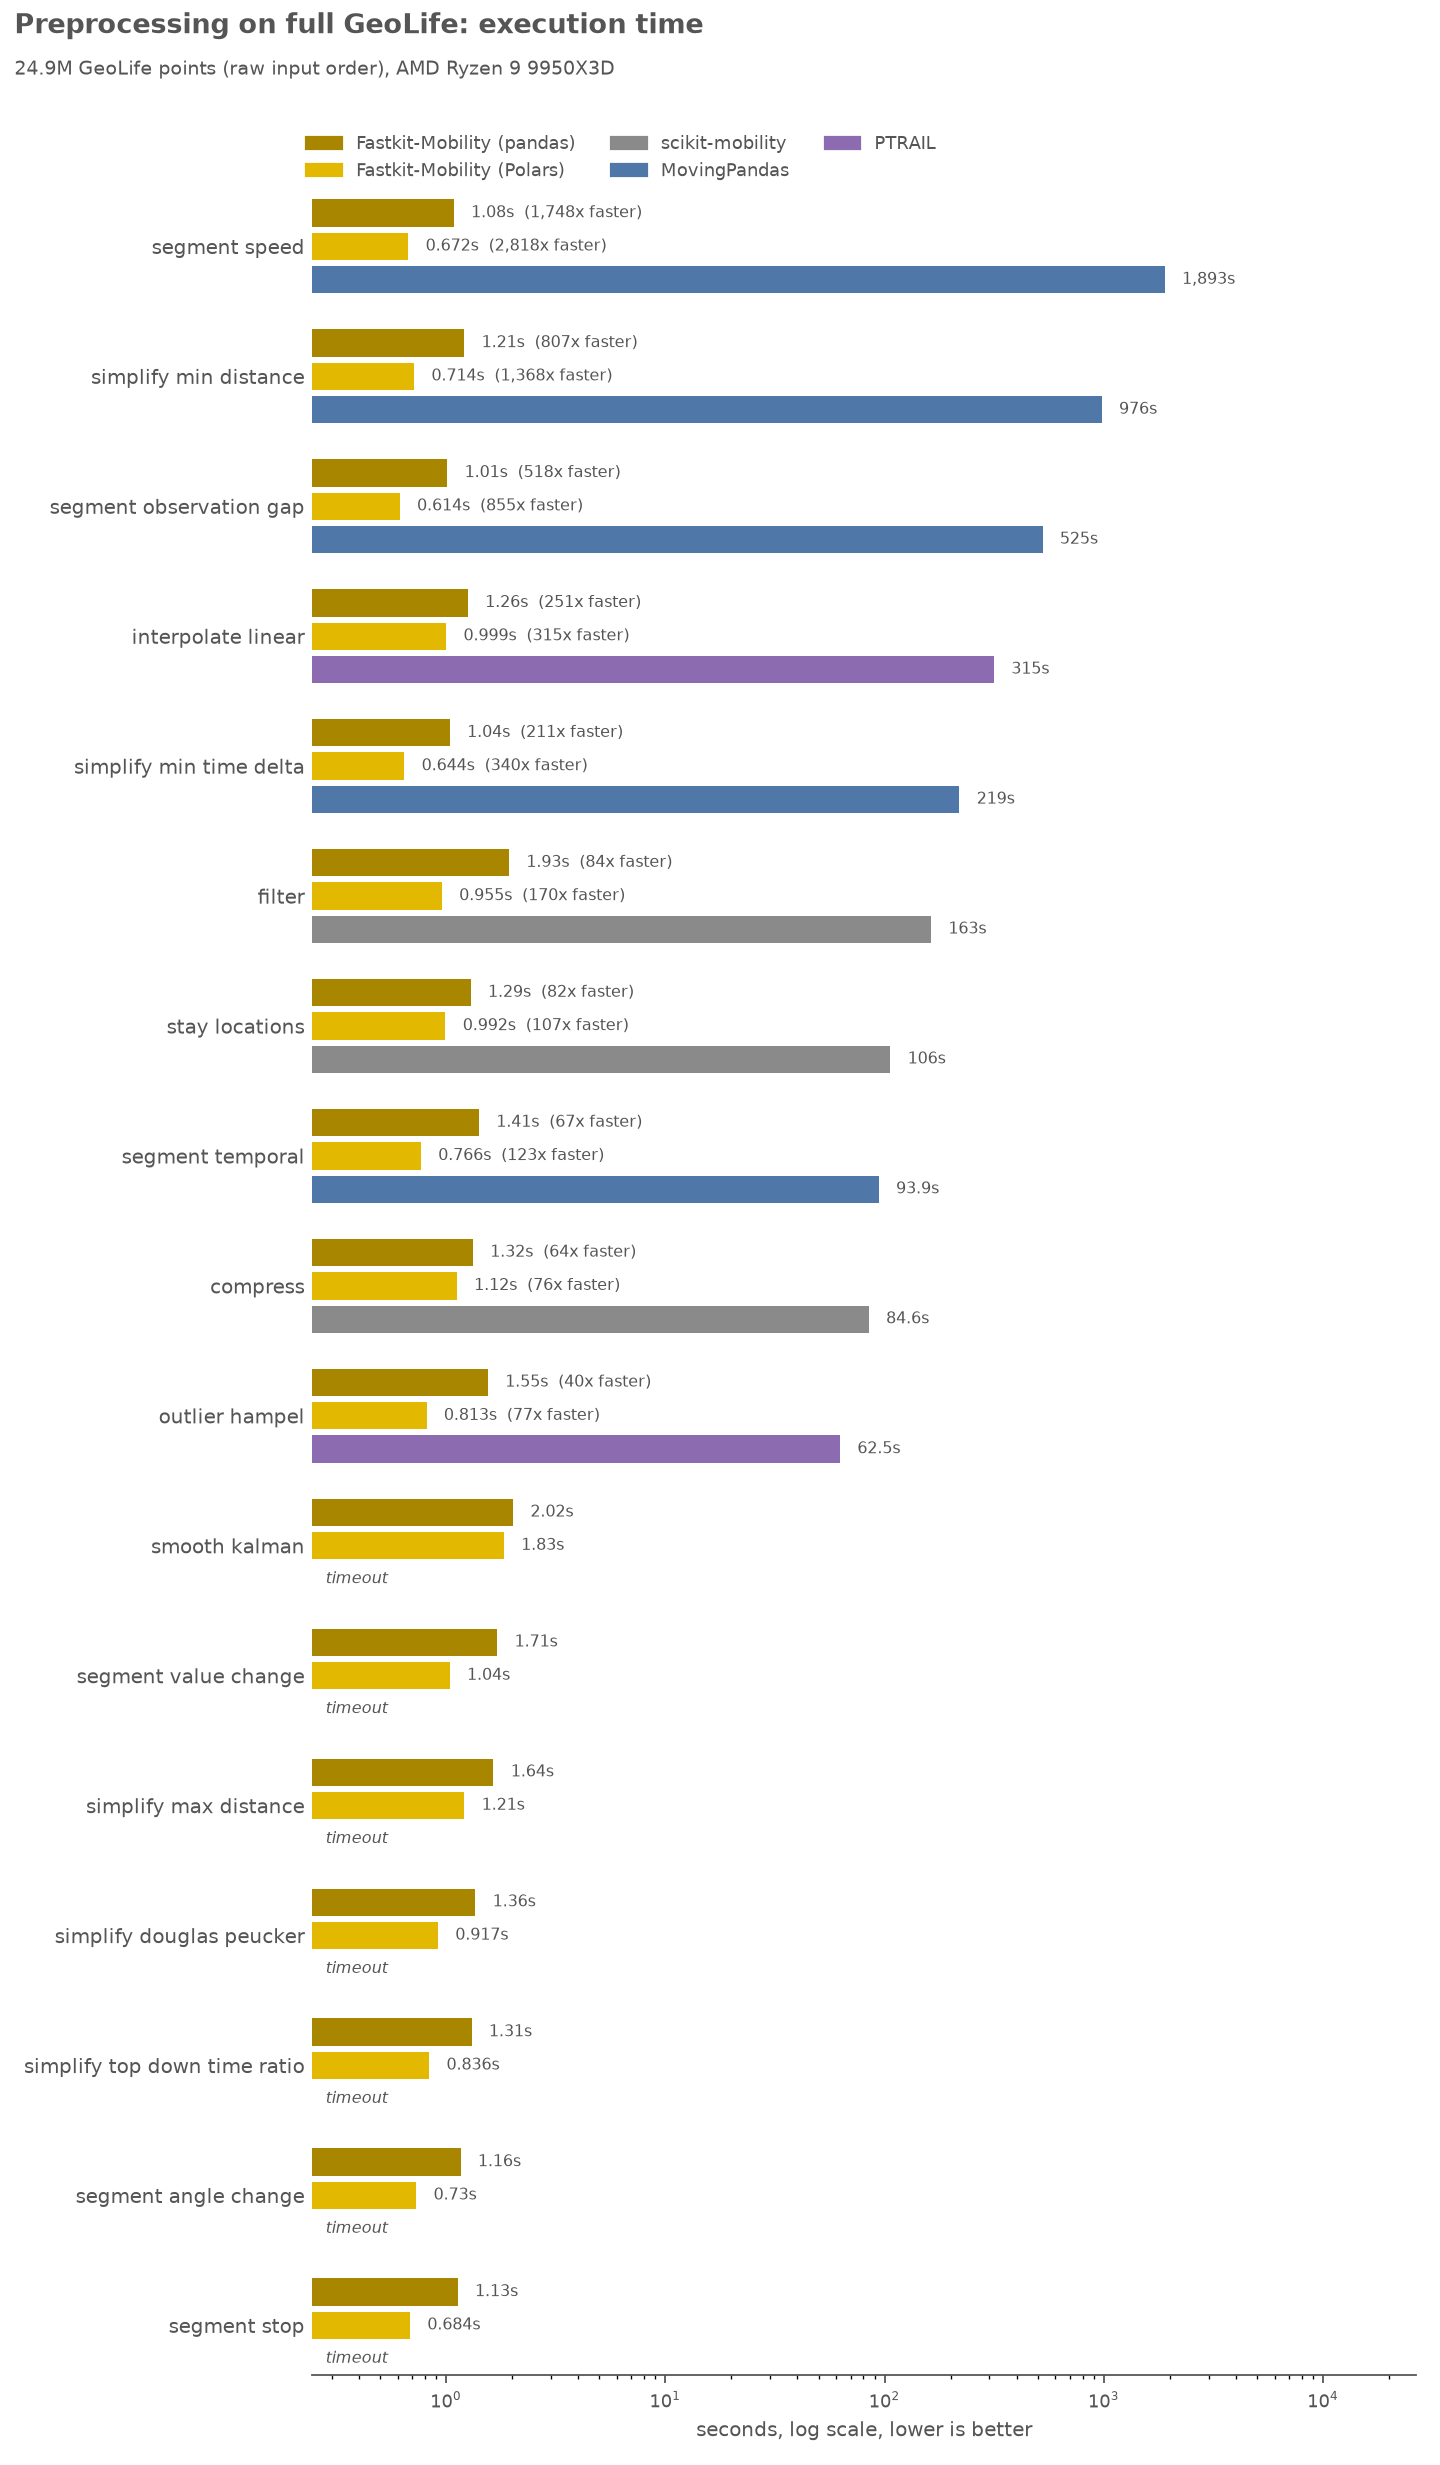 Preprocessing on full GeoLife: execution time
24.9M GeoLife points (raw input order), AMD Ryzen 9 9950X3D
Fastkit-Mobility (pandas)
Fastkit-Mobility (Polars)
scikit-mobility
MovingPandas
PTRAIL
segment speed
1.08s (1,748x faster)
0.672s (2,818x faster)
1,893s
simplify min distance
1.21s (807x faster)
0.714s (1,368x faster)
976s
segment observation gap
1.01s (518x faster)
0.614s (855x faster)
525s
interpolate linear
1.26s (251x faster)
0.999s (315x faster)
315s
simplify min time delta
1.04s (211x faster)
0.644s (340x faster)
219s
filter
1.93s (84x faster)
0.955s (170x faster)
163s
stay locations
1.29s (82x faster)
0.992s (107x faster)
106s
segment temporal
1.41s (67x faster)
0.766s (123x faster)
93.9s
compress
1.32s (64x faster)
1.12s (76x faster)
84.6s
outlier hampel
1.55s (40x faster)
0.813s (77x faster)
62.5s
smooth kalman
2.02s
1.83s
timeout
segment value change
1.71s
1.04s
timeout
simplify max distance
1.64s
1.21s
timeout
simplify douglas peucker
1.36s
0.917s
timeout
simplify top down time ratio
1.31s
0.836s
timeout
segment angle change
1.16s
0.73s
timeout
segment stop
1.13s
0.684s
timeout
10⁰ 10¹ 10² 10³ 10⁴
seconds, log scale, lower is better